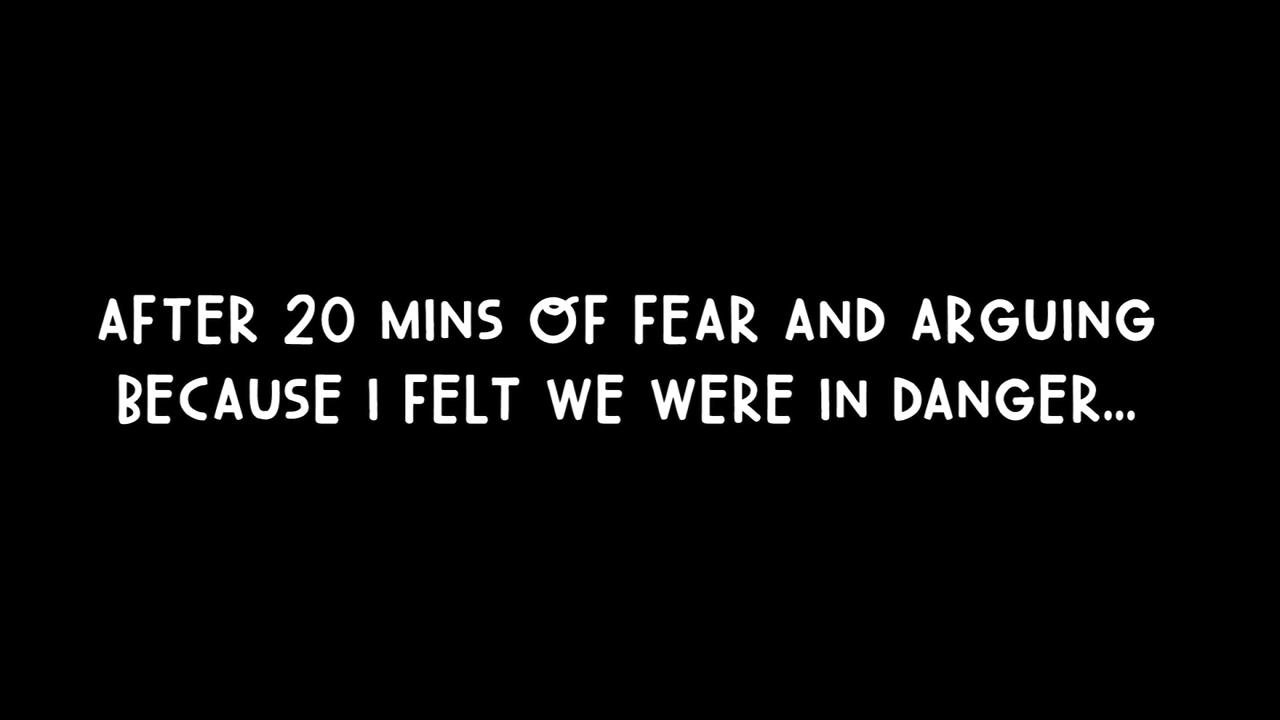 AFTER 20 MINS OF FEAR AND ARGUING
BECAUSE I FELT WE WERE IN DANGER...